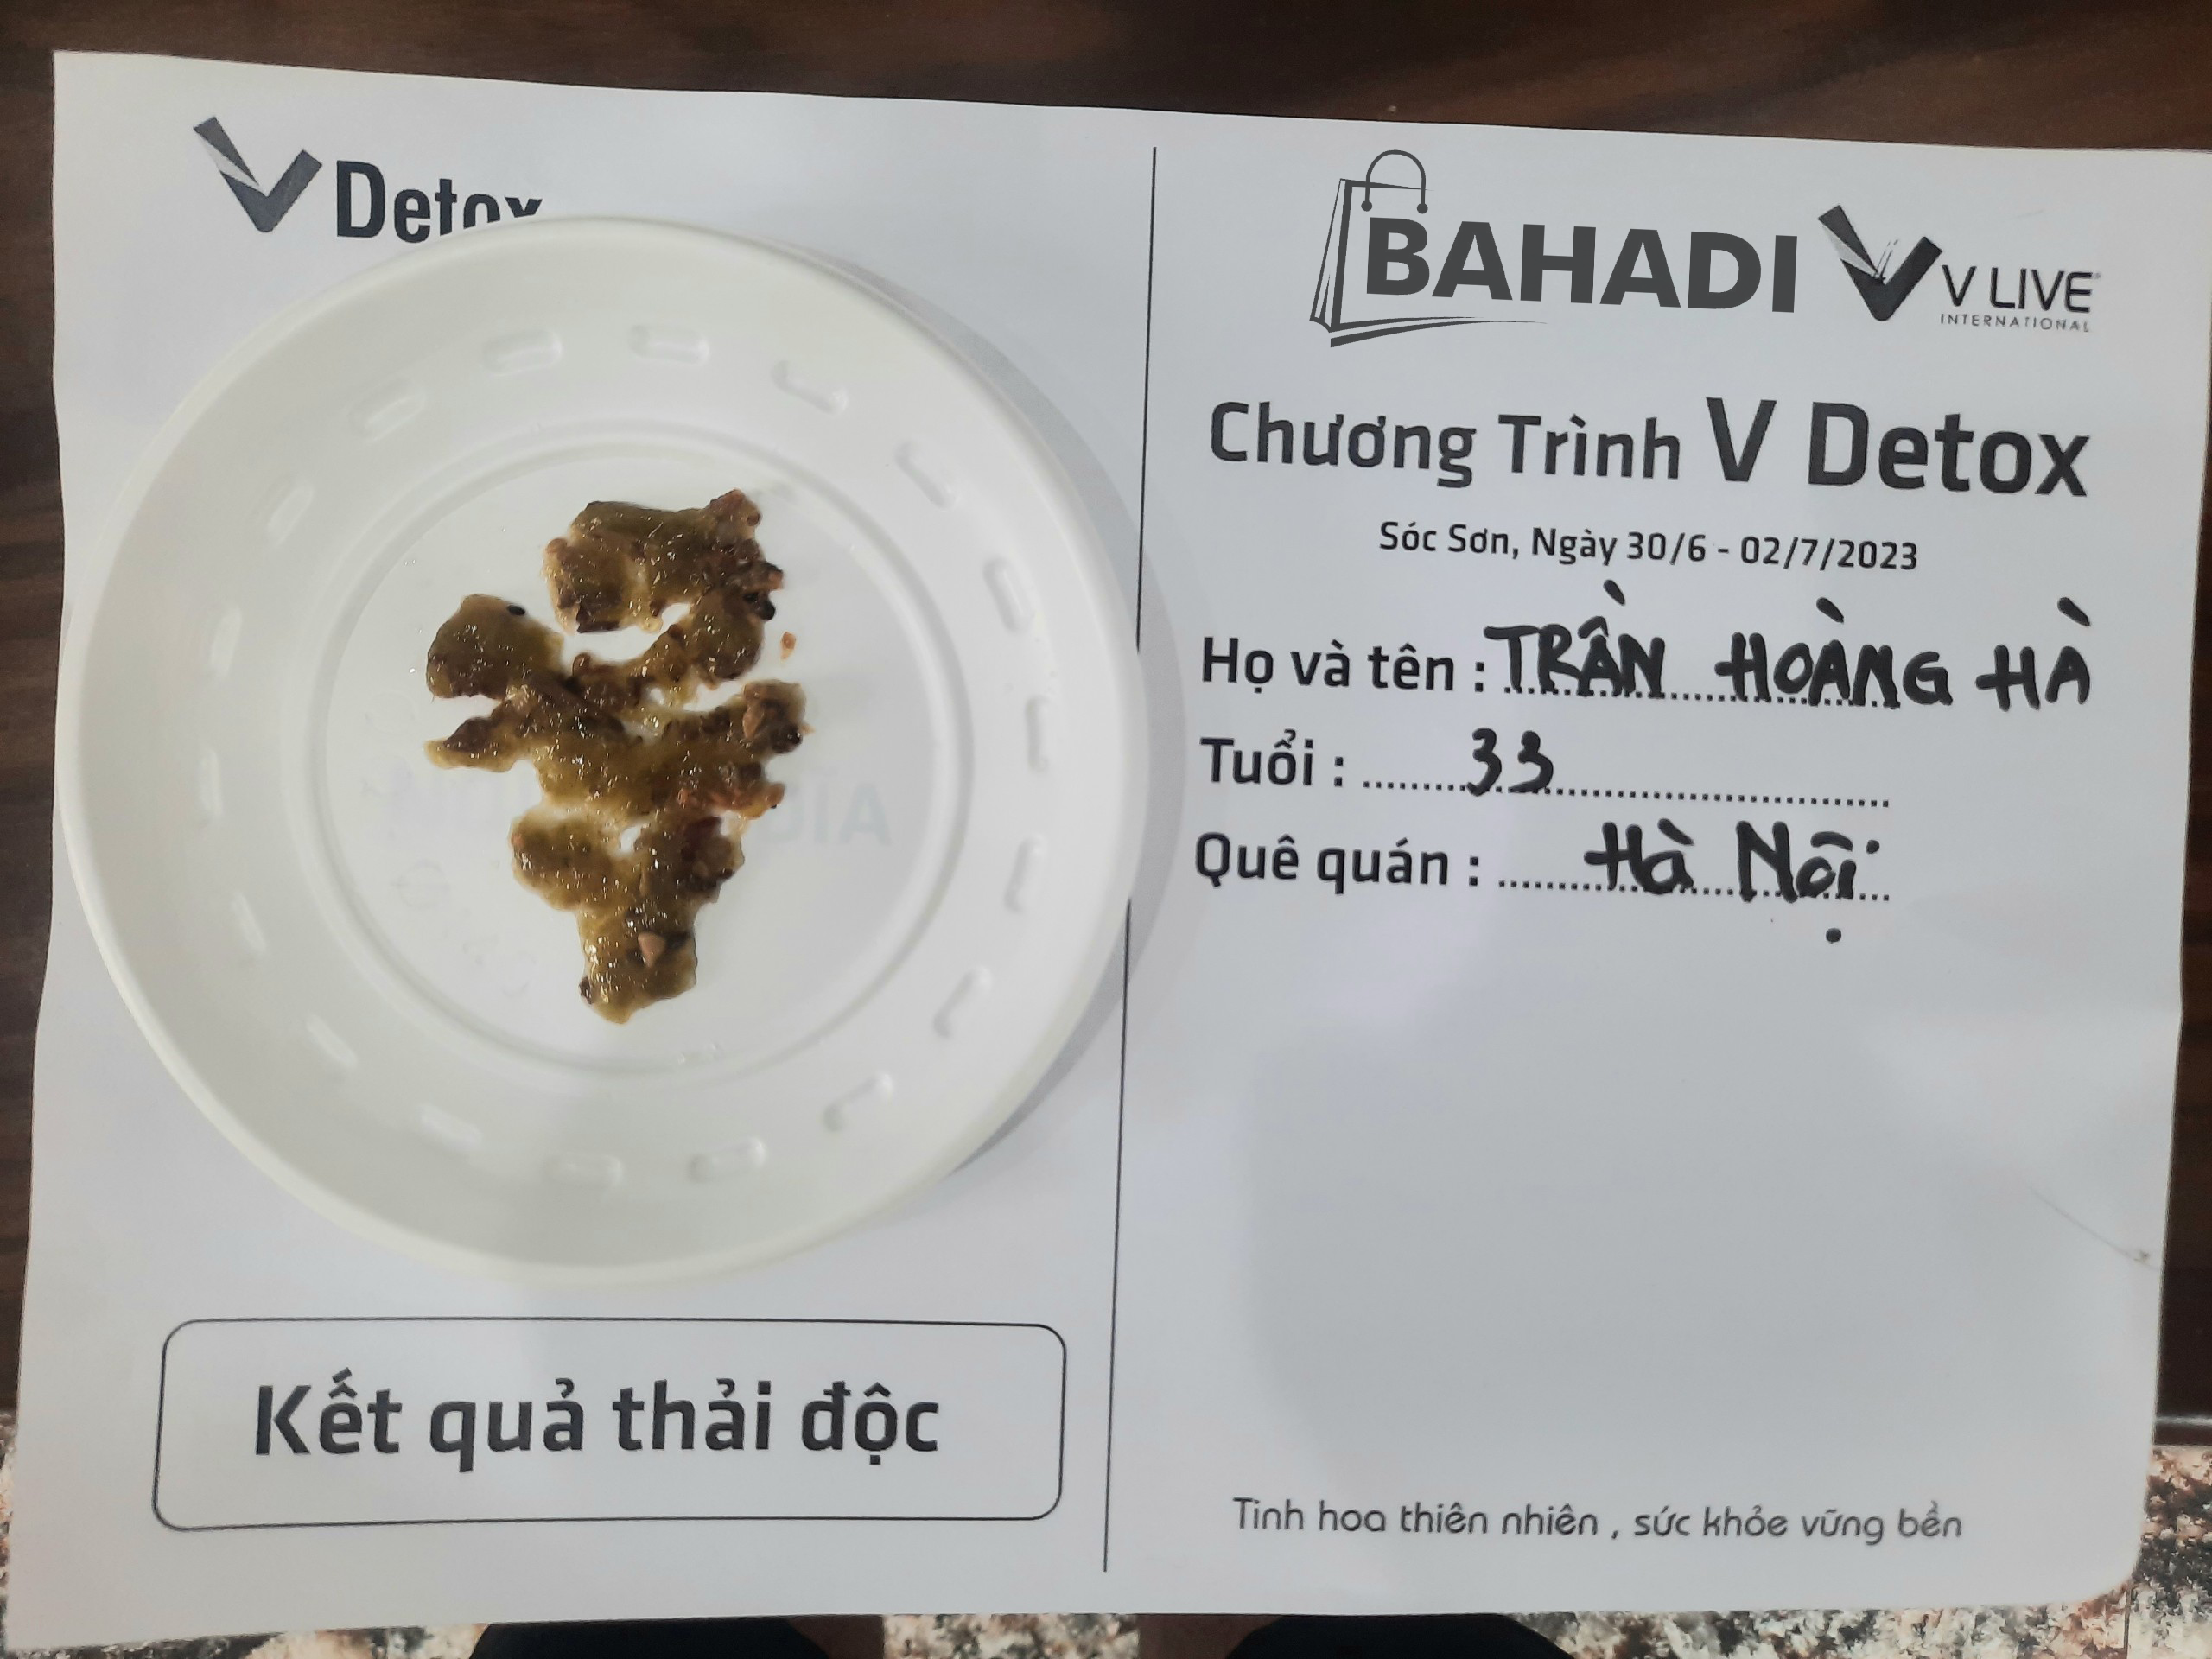 V Detox
Kết quả thải độc
BAHADI V LIVE
INTERNATIONAL
Chương Trình V Detox
Sóc Sơn, Ngày 30/6 - 02/7/2023
Họ và tên : TRẦN HOÀNG HÀ
Tuổi : 33
Quê quán : Hà Nội
Tinh hoa thiên nhiên , sức khỏe vững bền